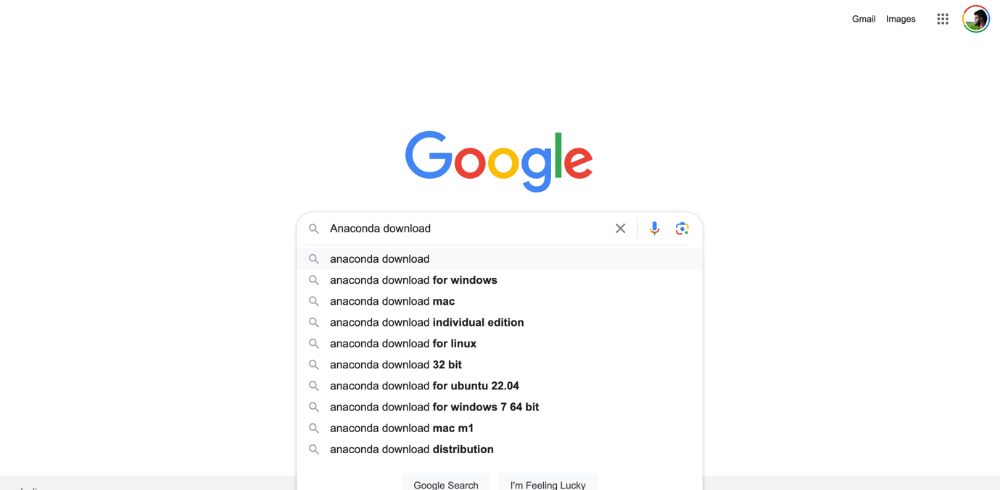 Gmail Images
Google
Anaconda download
anaconda download
anaconda download for windows
anaconda download mac
anaconda download individual edition
anaconda download for linux
anaconda download 32 bit
anaconda download for ubuntu 22.04
anaconda download for windows 7 64 bit
anaconda download mac m1
anaconda download distribution
Google Search I'm Feeling Lucky